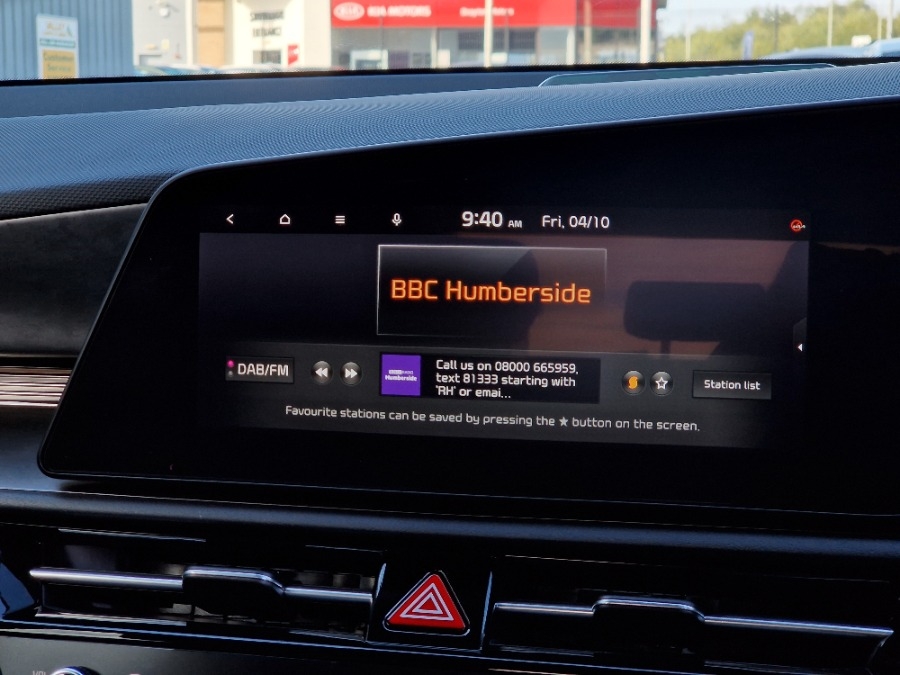 KIA MOTORS
9:40 AM Fri, 04/10
BBC Humberside
DAB/FM
Humberside
Call us on 08000 665959,
text 81333 starting with
'RH' or emai...
Station list
Favourite stations can be saved by pressing the ★ button on the screen.